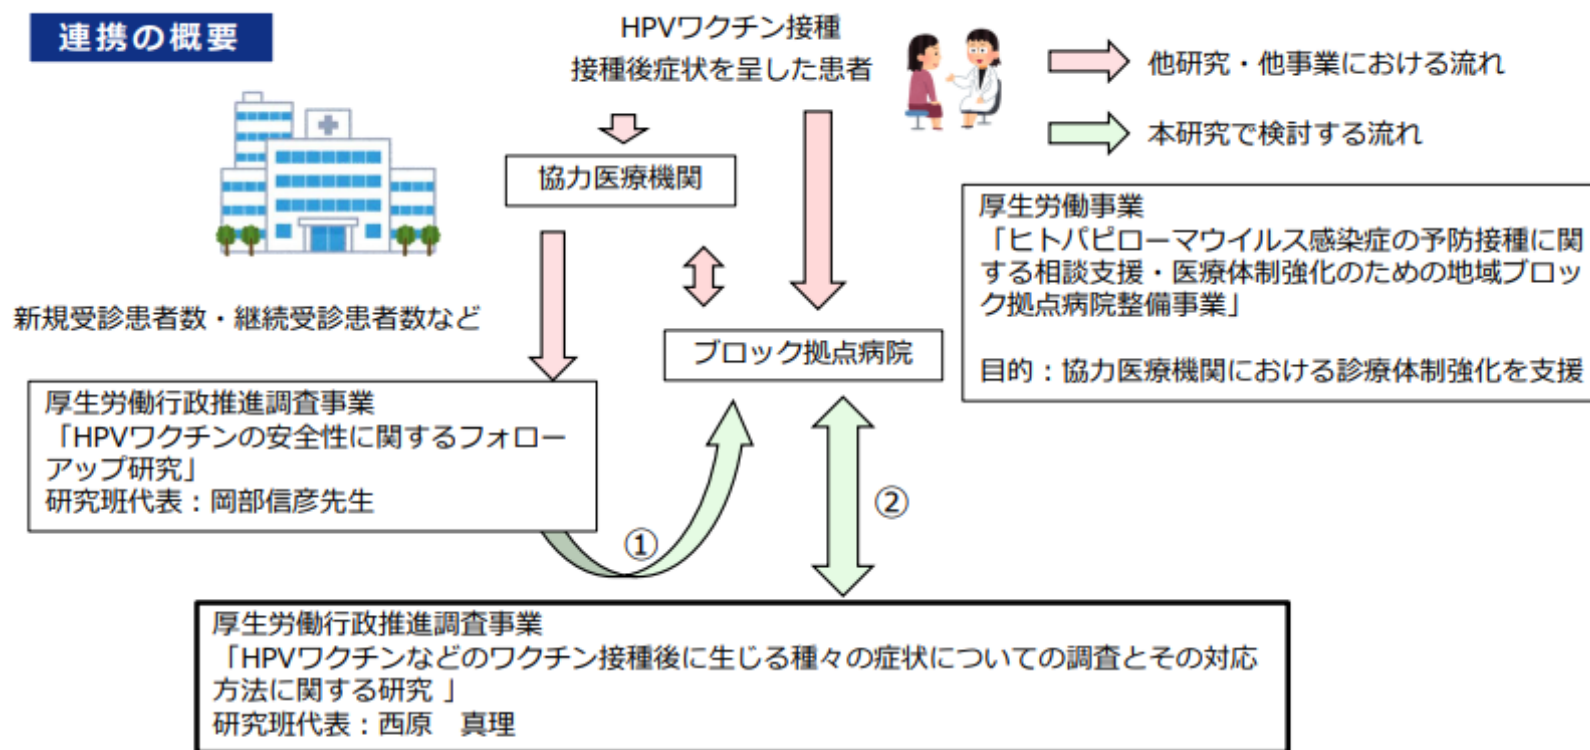 連携の概要
HPVワクチン接種
接種後症状を呈した患者
他研究・他事業における流れ
本研究で検討する流れ
協力医療機関
厚生労働事業
「ヒトパピローマウイルス感染症の予防接種に関
する相談支援・医療体制強化のための地域ブロッ
ク拠点病院整備事業」
目的：協力医療機関における診療体制強化を支援
新規受診患者数・継続受診患者数など
ブロック拠点病院
厚生労働行政推進調査事業
「HPVワクチンの安全性に関するフォロー
アップ研究」
研究班代表：岡部信彦先生
①
②
厚生労働行政推進調査事業
「HPVワクチンなどのワクチン接種後に生じる種々の症状についての調査とその対応
方法に関する研究 」
研究班代表：西原　真理